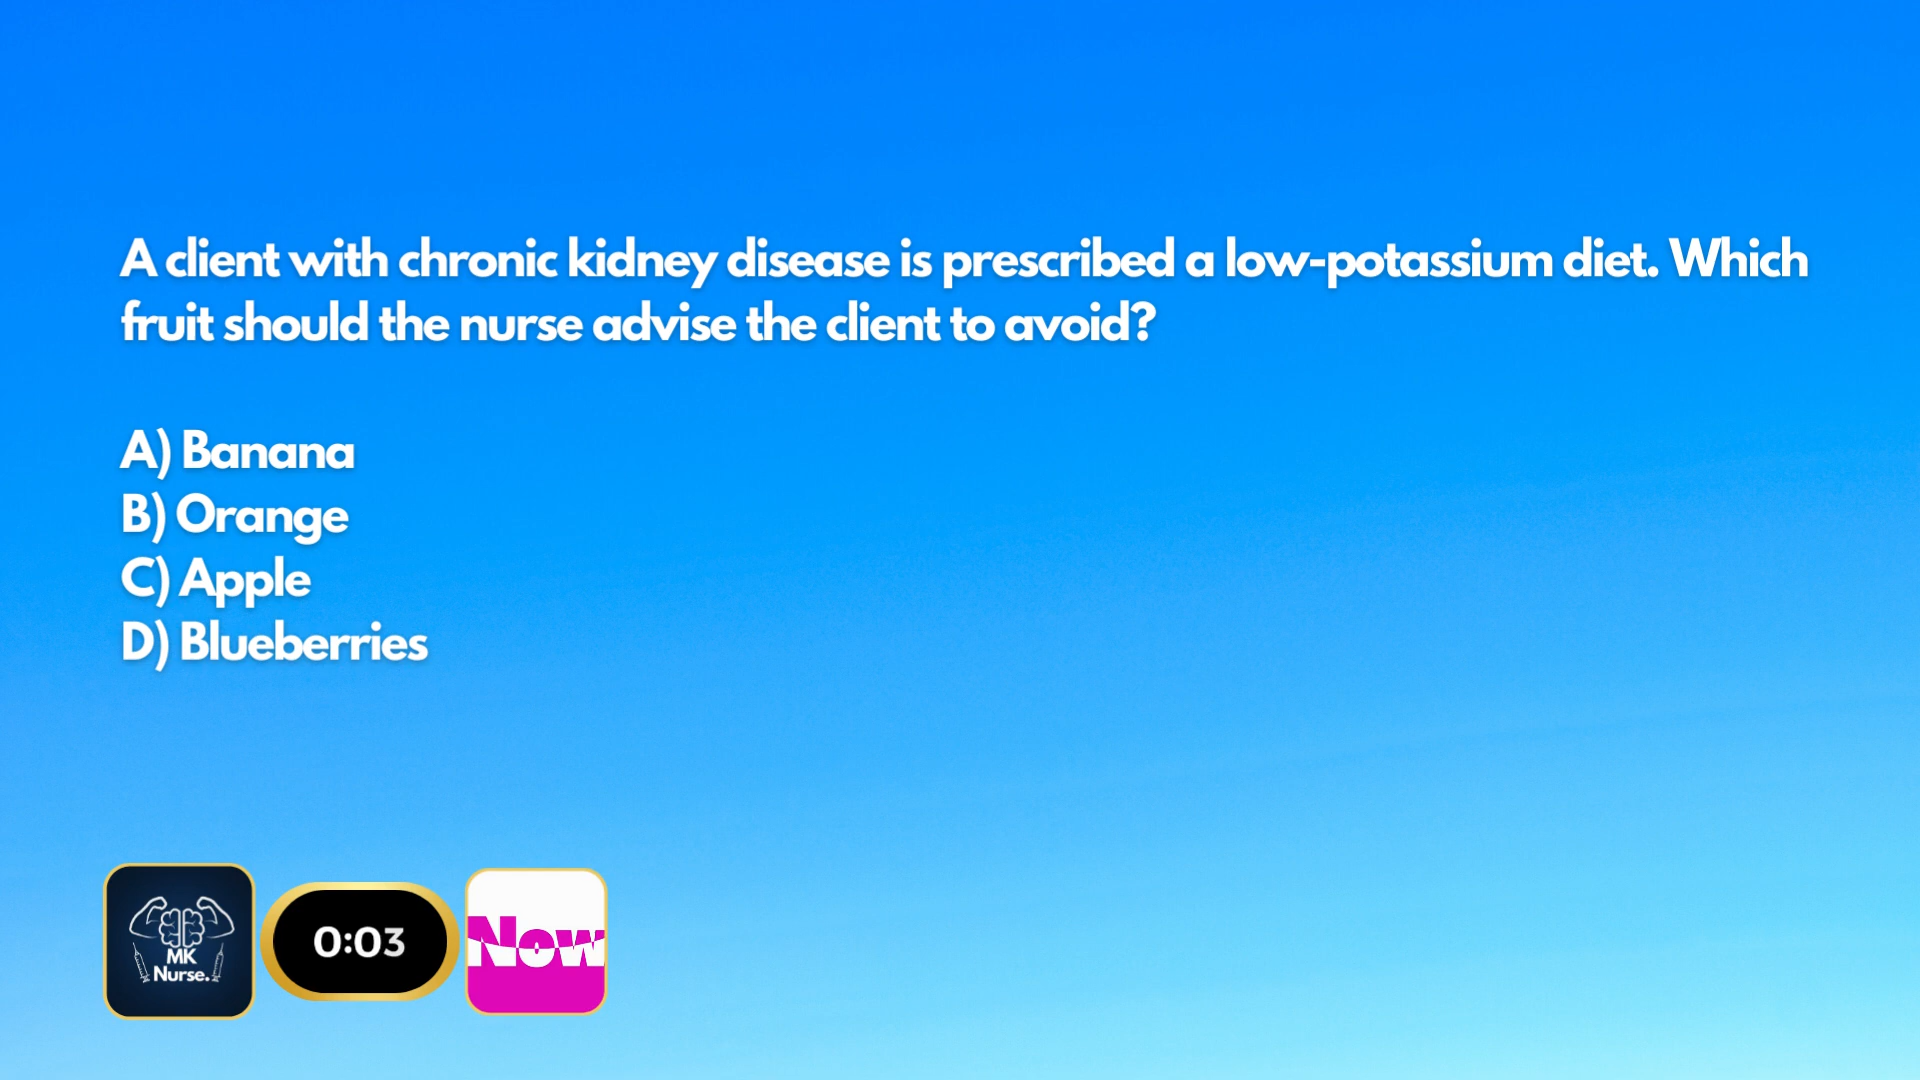 A client with chronic kidney disease is prescribed a low-potassium diet. Which
fruit should the nurse advise the client to avoid?
A) Banana
B) Orange
C) Apple
D) Blueberries
MK
Nurse.
0:03
Now